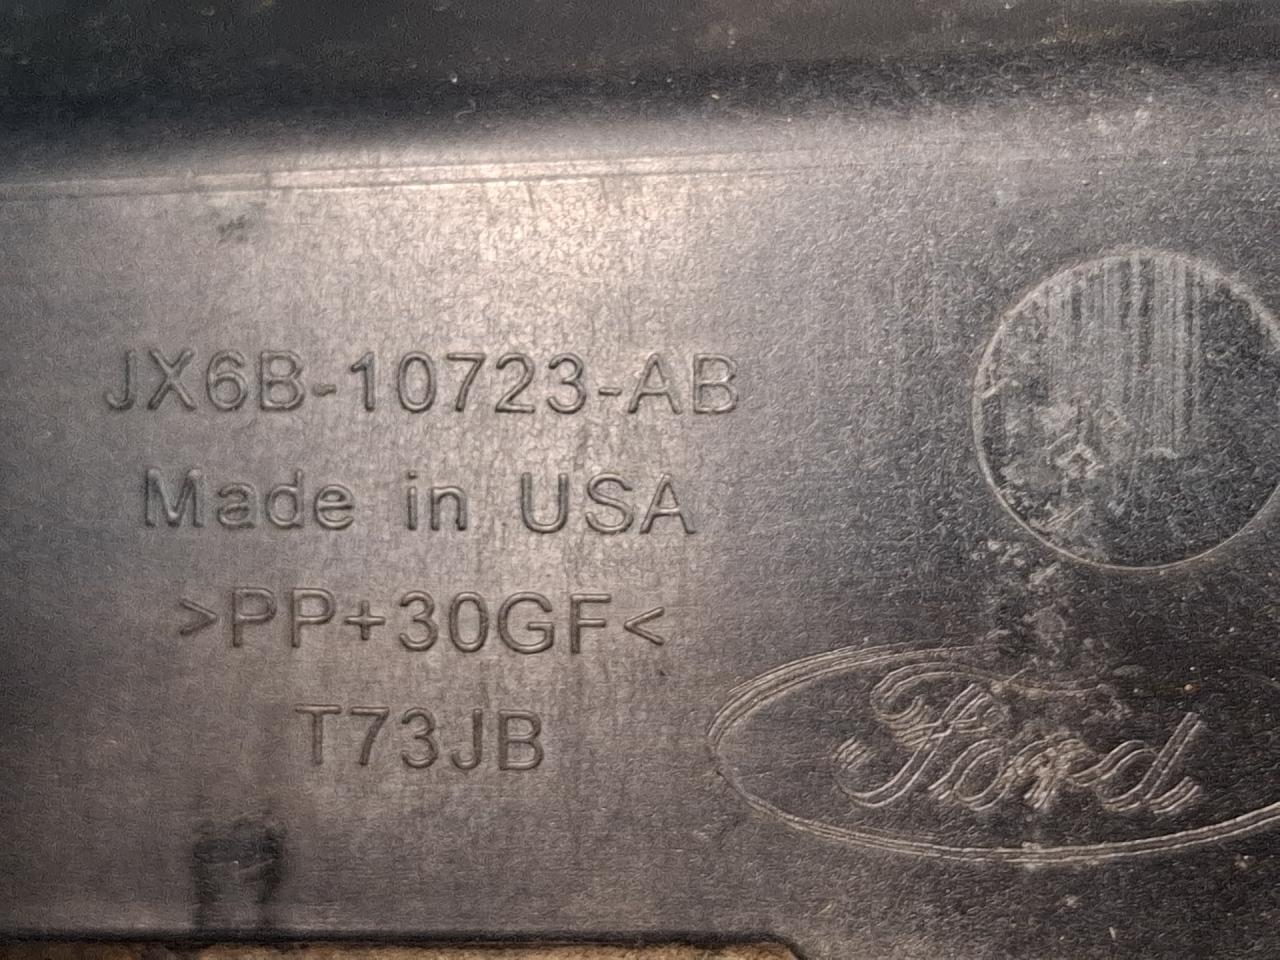 JX6B-10723-AB
Made in USA
>PP+30GF<
T73JB
Ford